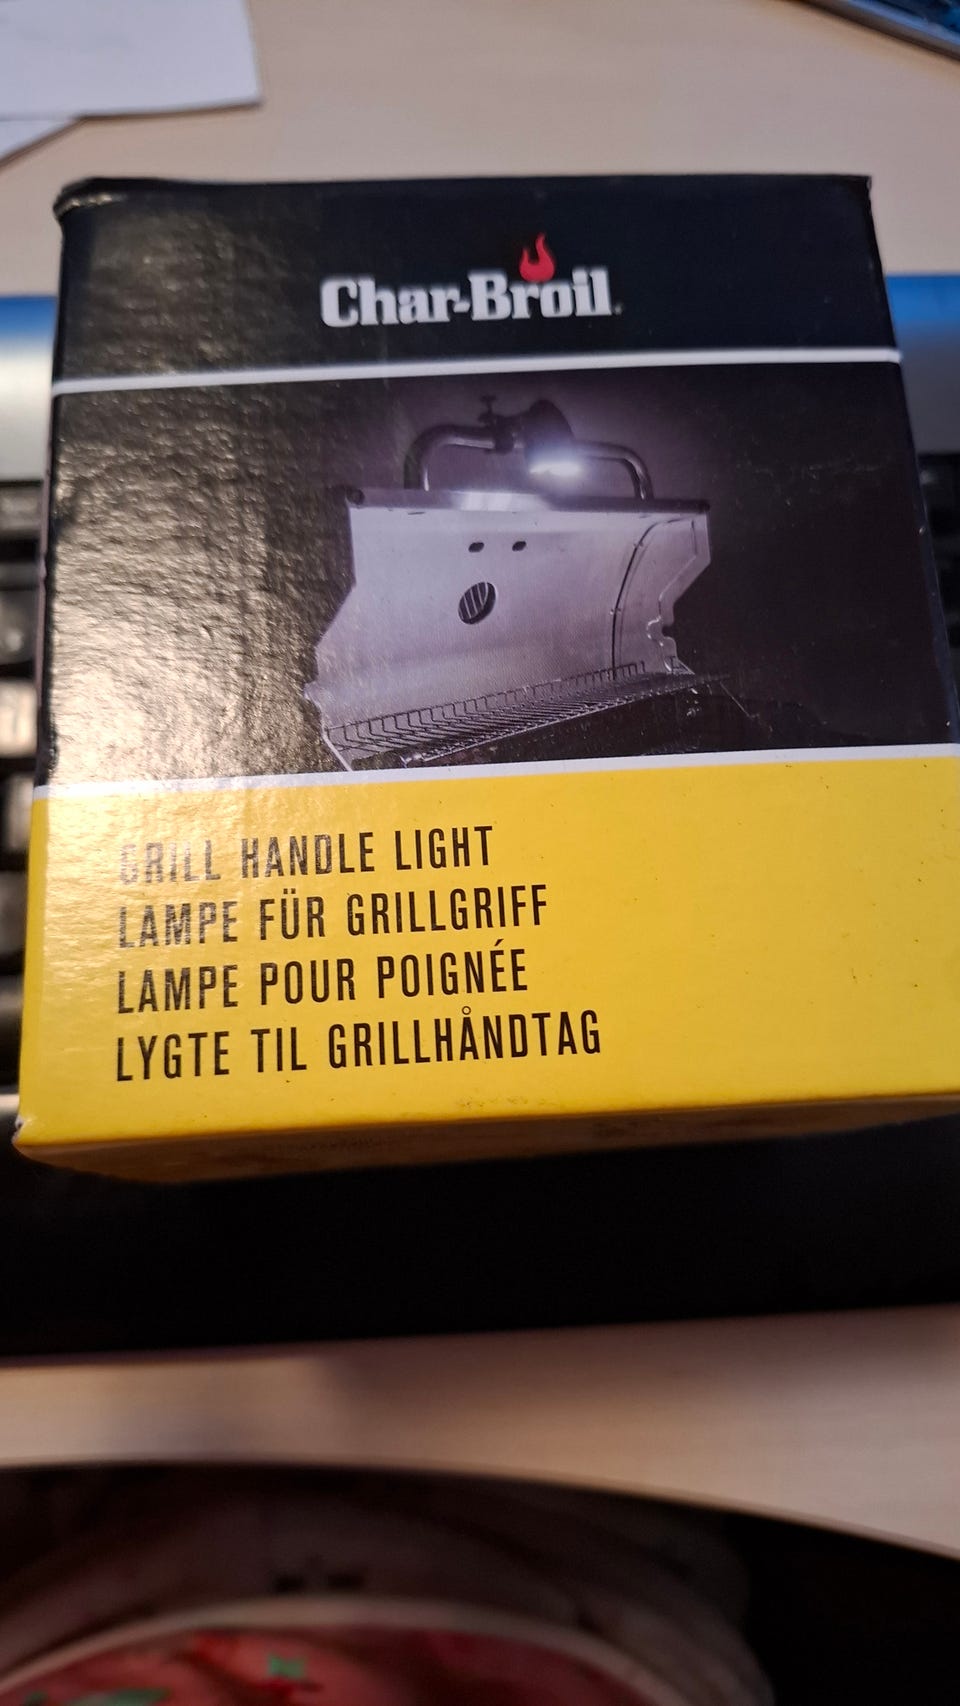 Char-Broil
GRILL HANDLE LIGHT
LAMPE FÜR GRILLGRIFF
LAMPE POUR POIGNÉE
LYGTE TIL GRILLHÅNDTAG